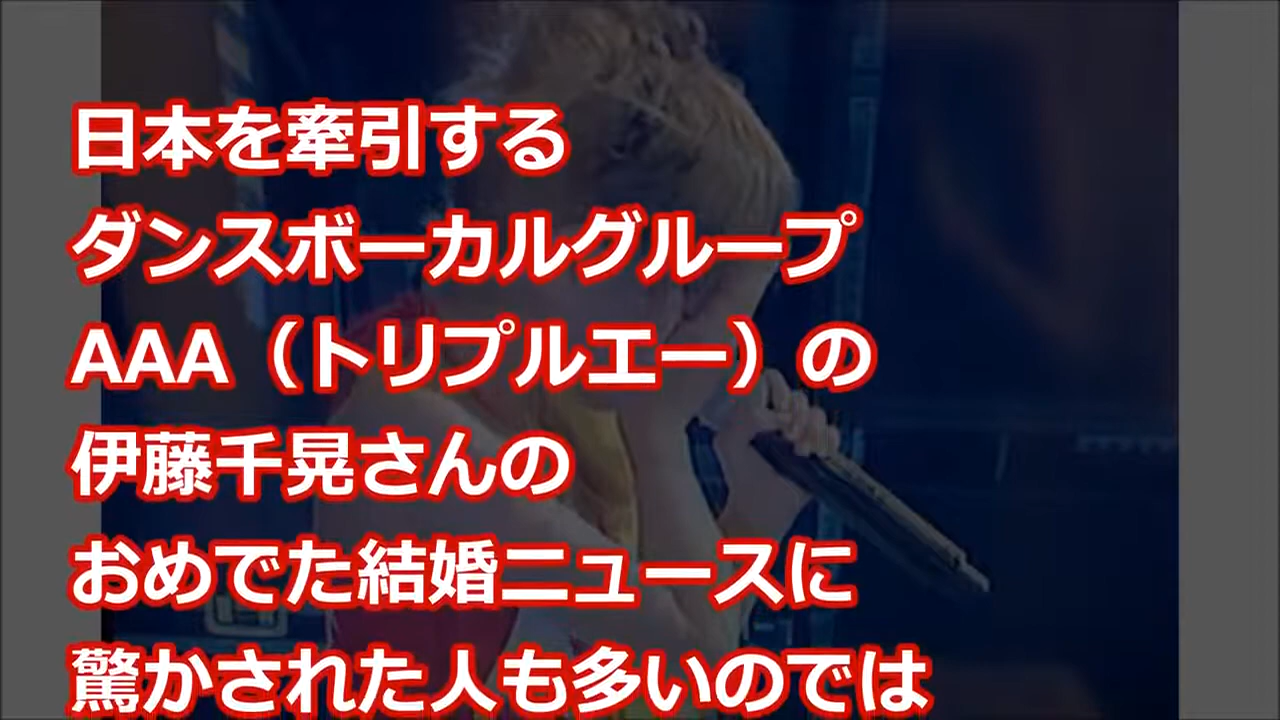 日本を牽引する
ダンスボーカルグループ
AAA（トリプルエー）の
伊藤千晃さんの
おめでた結婚ニュースに
驚かされた人も多いのでは